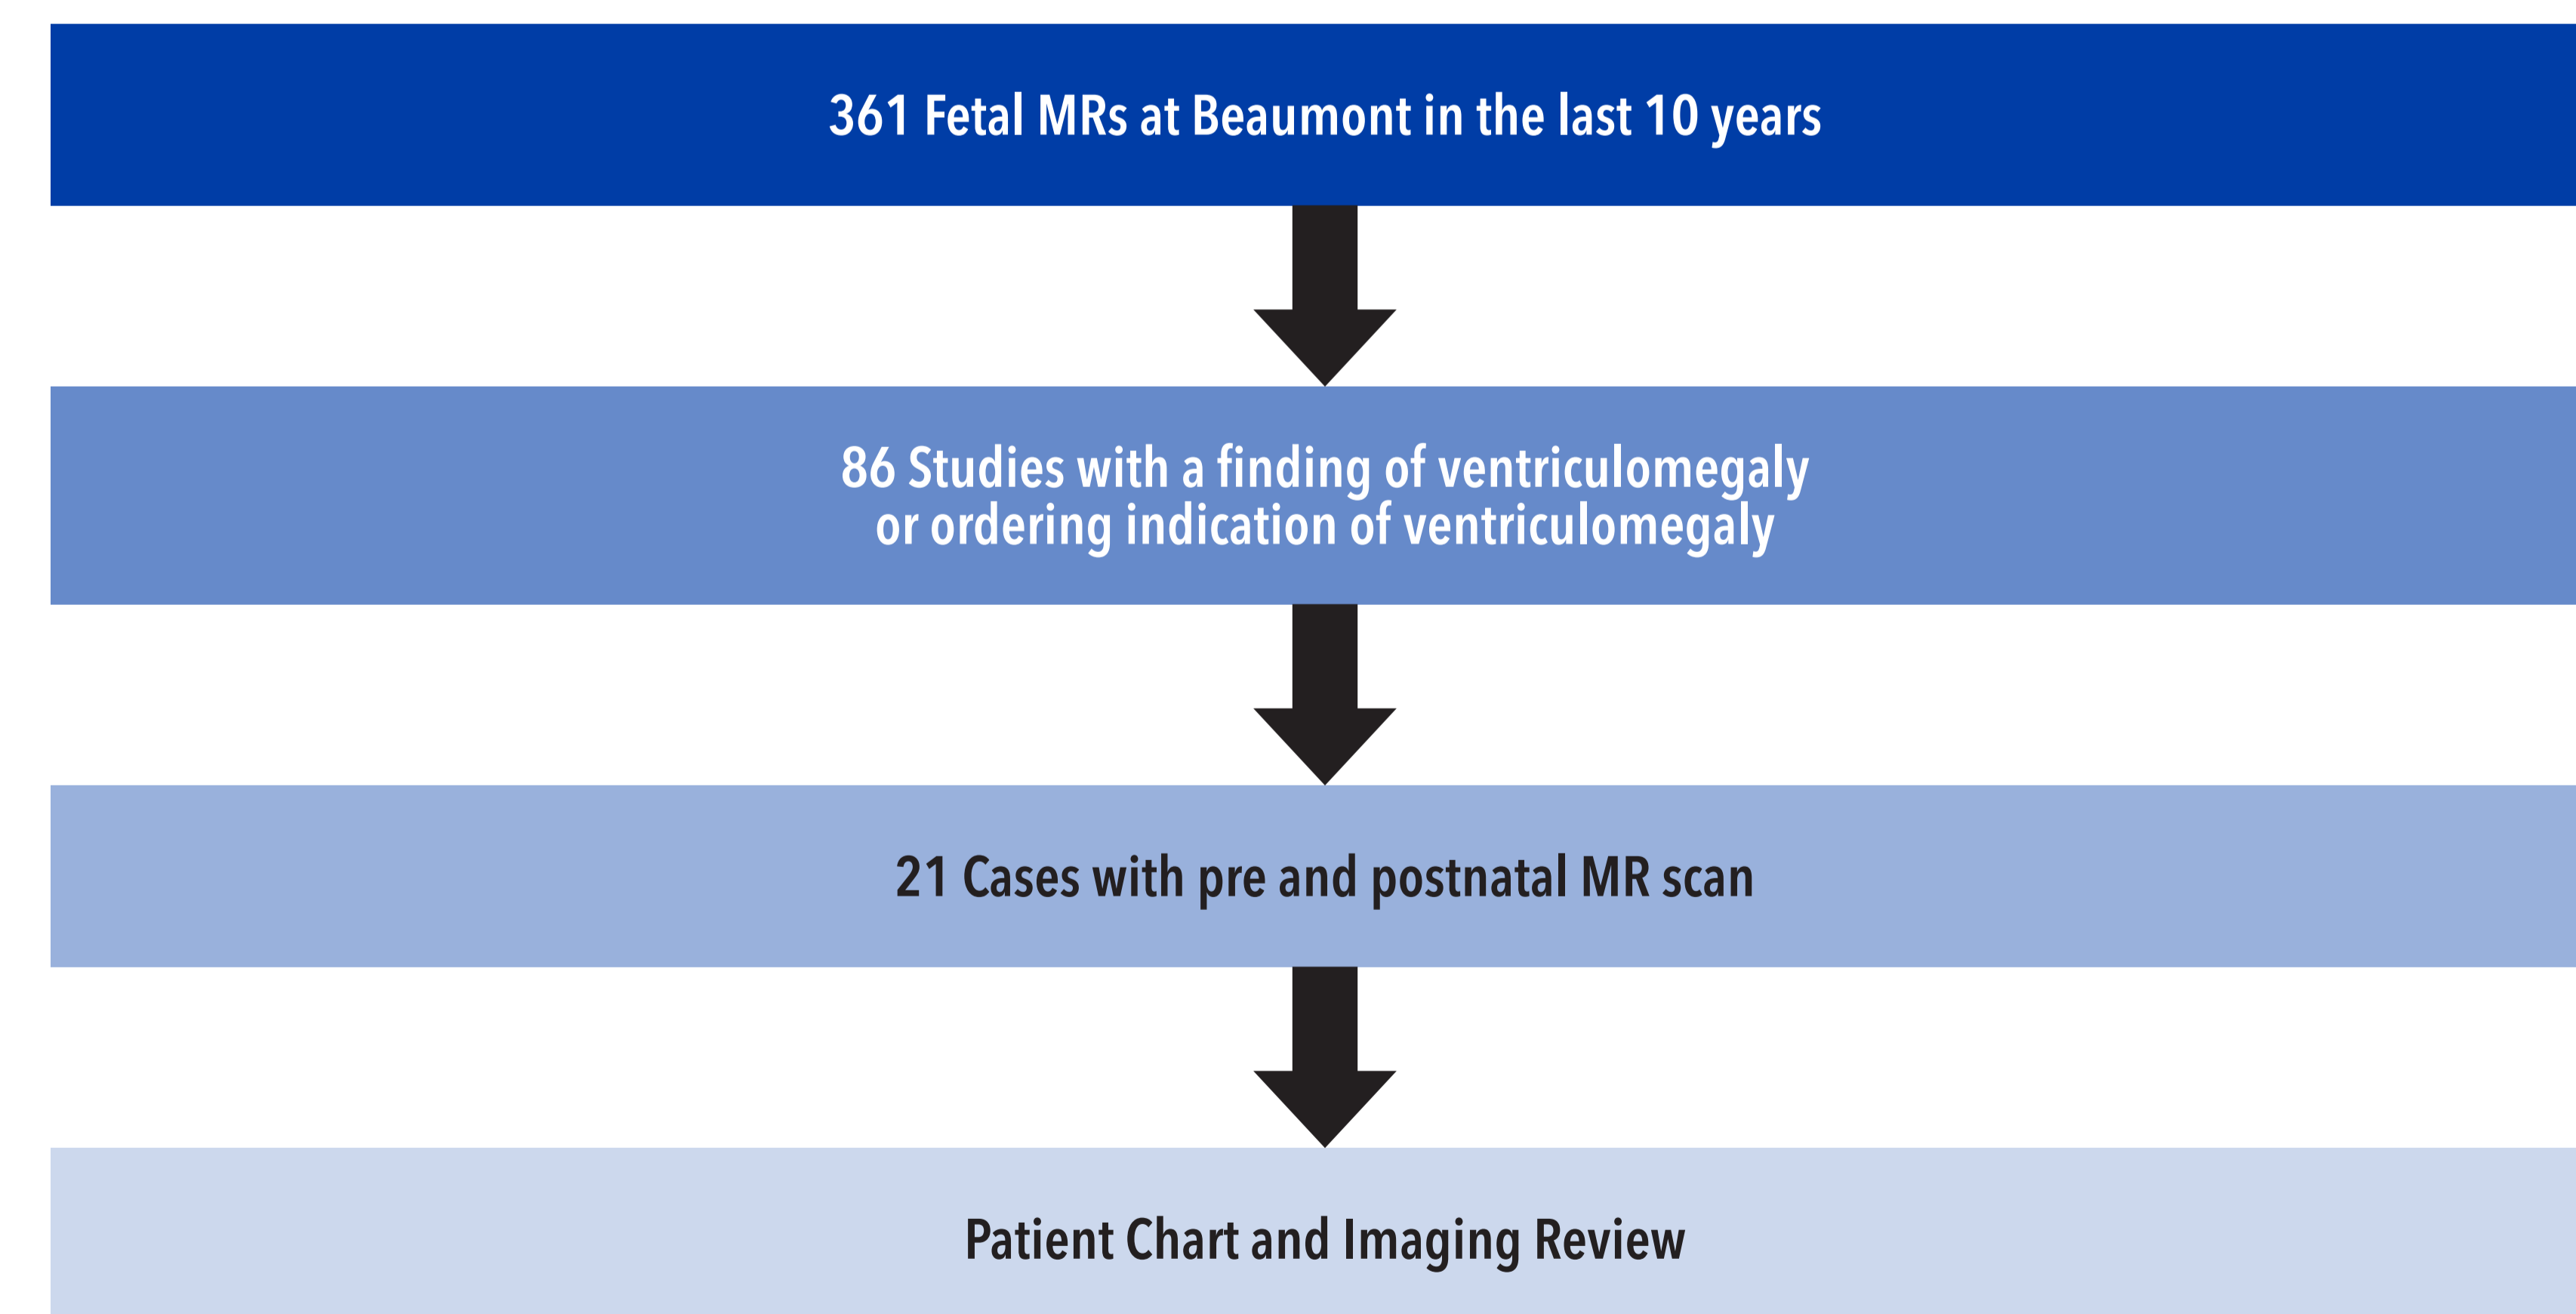 361 Fetal MRs at Beaumont in the last 10 years
86 Studies with a finding of ventriculomegaly
or ordering indication of ventriculomegaly
21 Cases with pre and postnatal MR scan
Patient Chart and Imaging Review